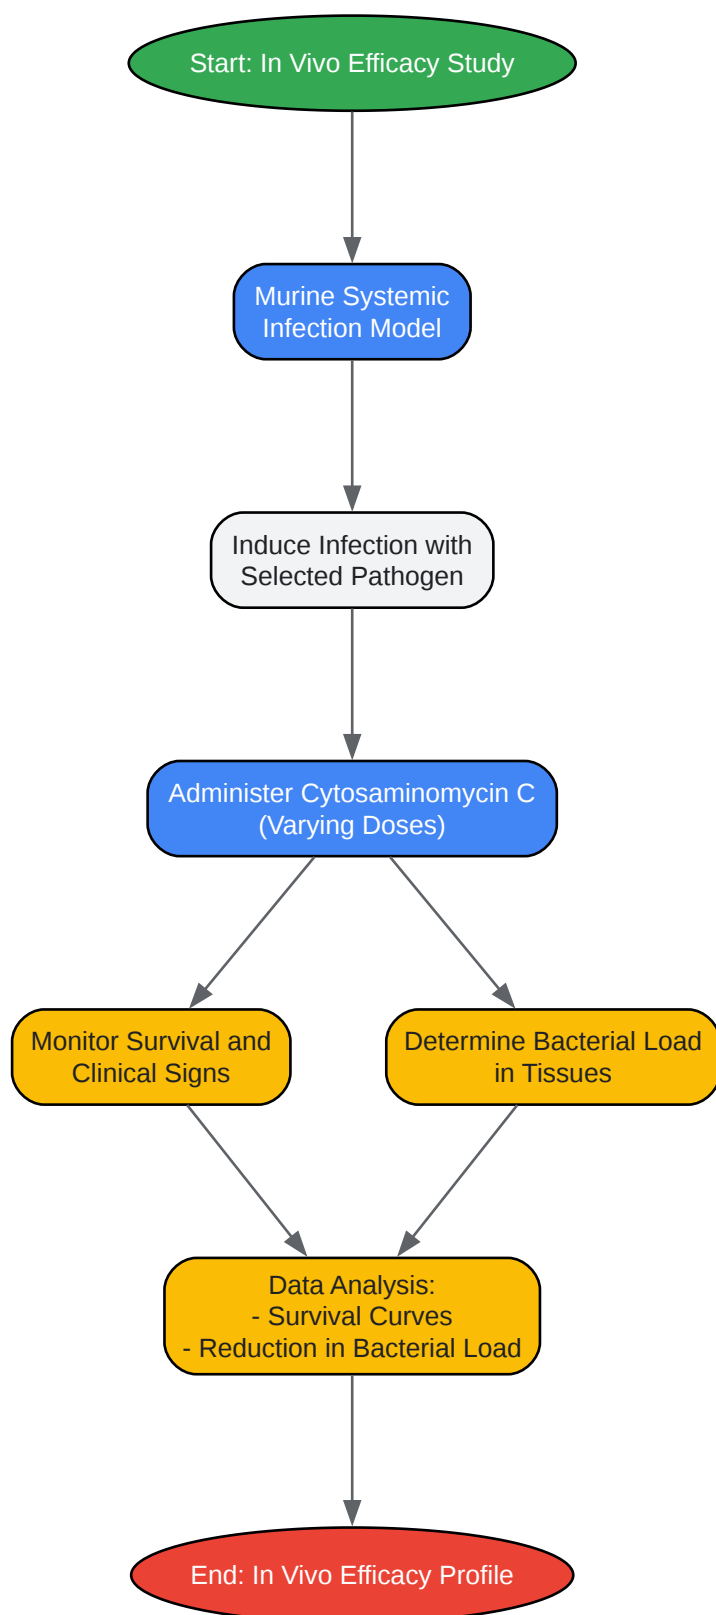 Start: In Vivo Efficacy Study
Murine Systemic
Infection Model
Induce Infection with
Selected Pathogen
Administer Cytosaminomycin C
(Varying Doses)
Monitor Survival and
Clinical Signs
Determine Bacterial Load
in Tissues
Data Analysis:
- Survival Curves
- Reduction in Bacterial Load
End: In Vivo Efficacy Profile